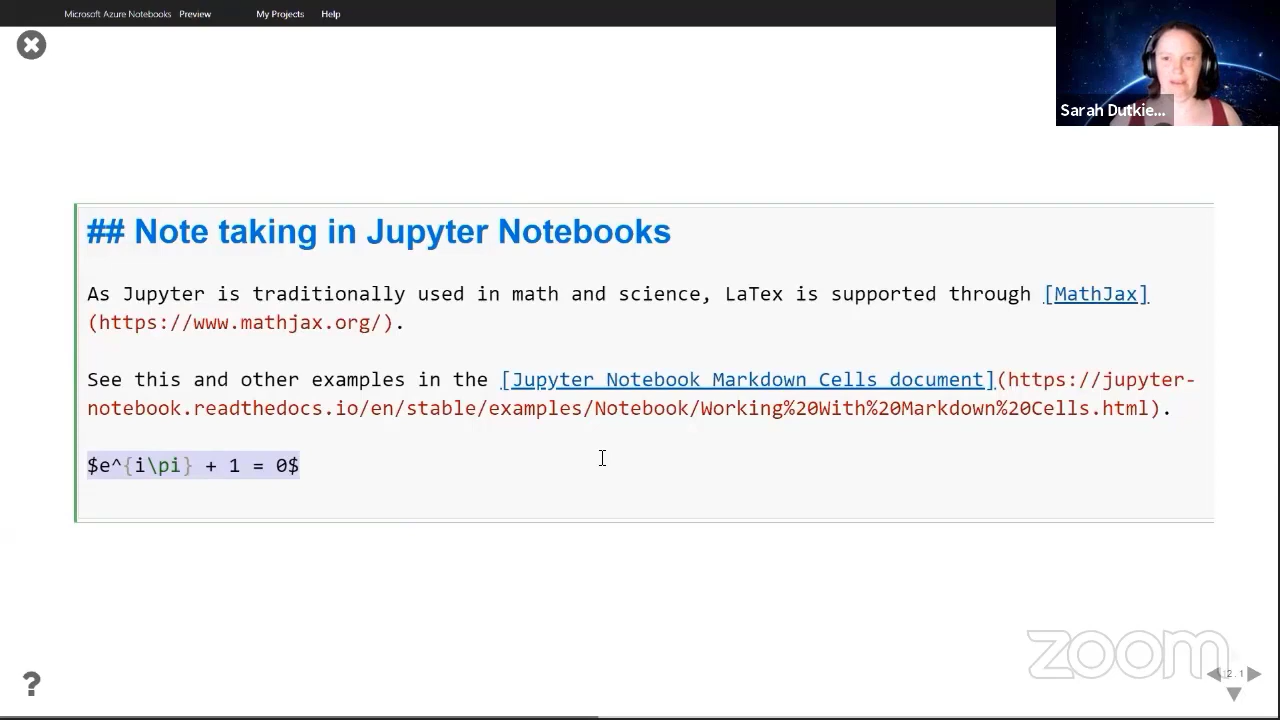 Microsoft Azure Notebooks Preview My Projects Help
Sarah Dutkie...
## Note taking in Jupyter Notebooks
As Jupyter is traditionally used in math and science, LaTex is supported through [MathJax]
(https://www.mathjax.org/).
See this and other examples in the [Jupyter Notebook Markdown Cells document](https://jupyter-
notebook.readthedocs.io/en/stable/examples/Notebook/Working%20With%20Markdown%20Cells.html).
$e^{i\pi} + 1 = 0$
zoom
?